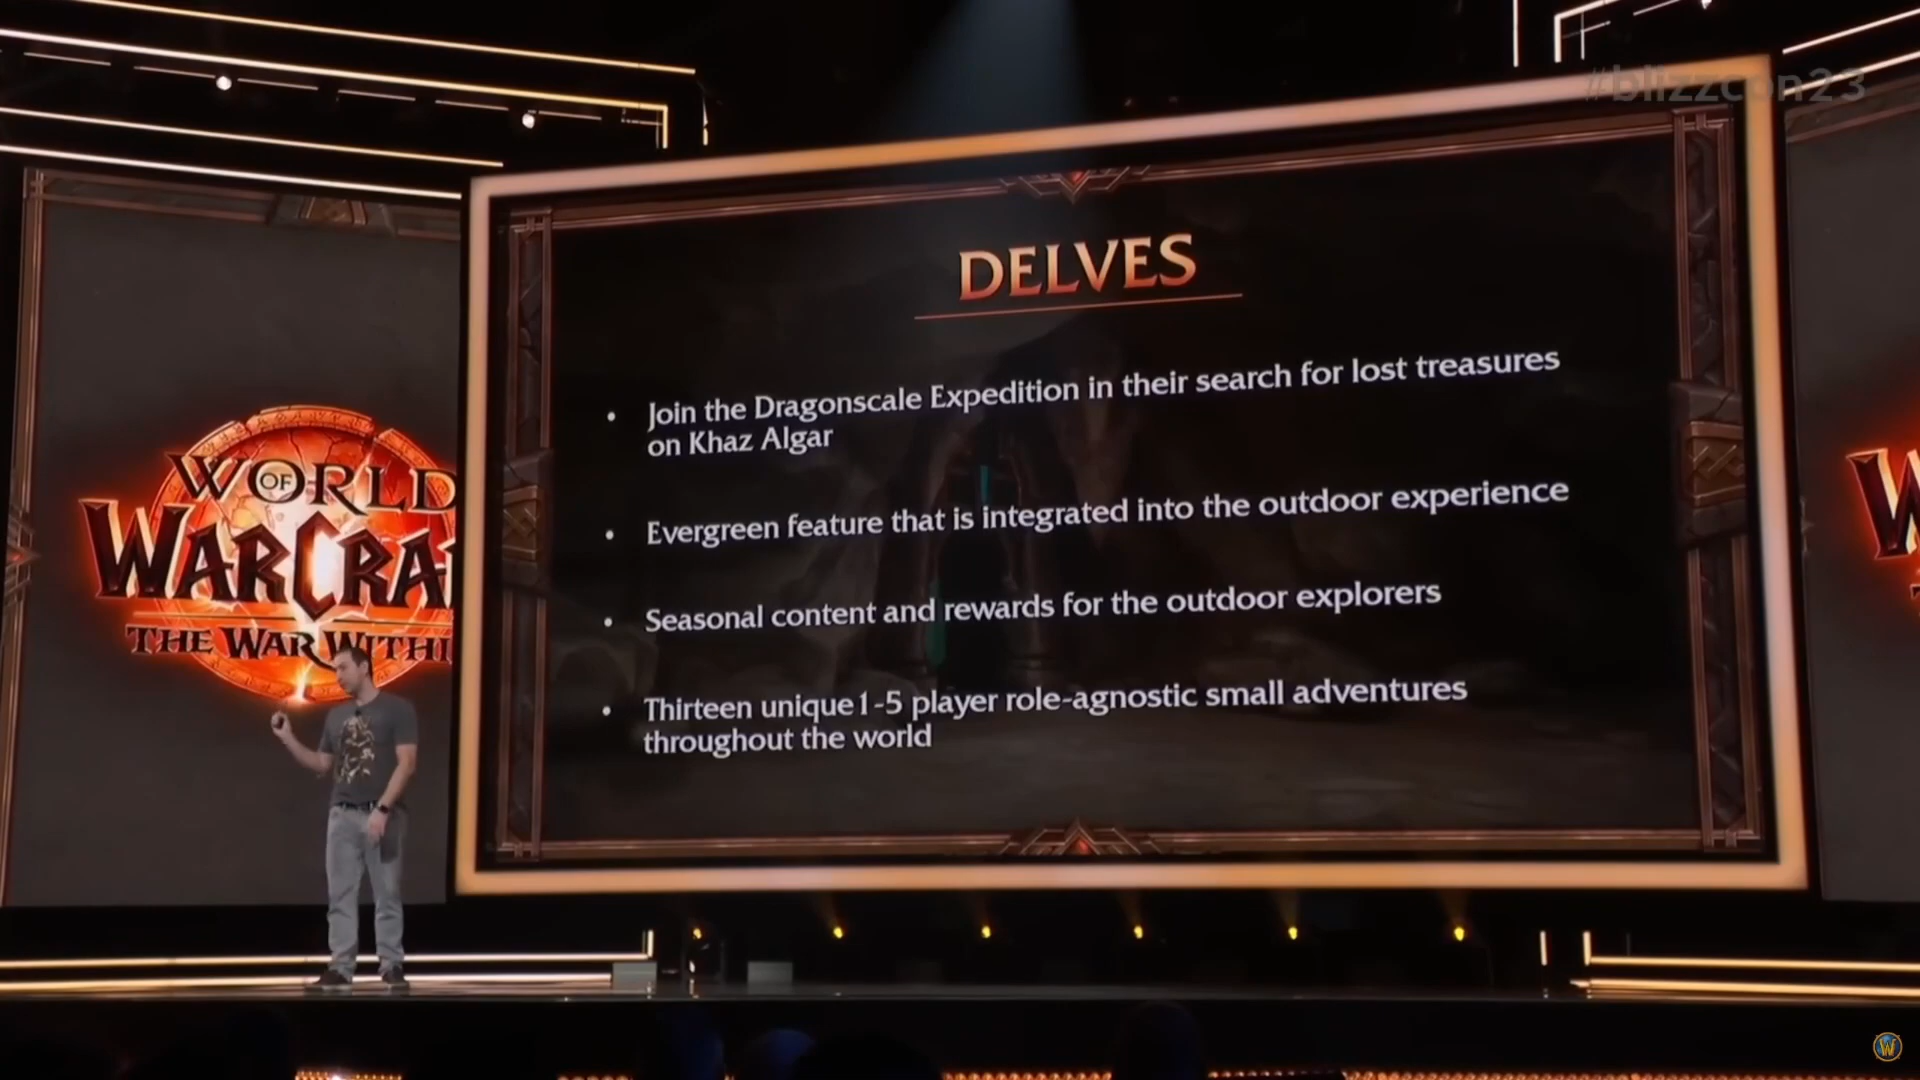 #blizzcon23
DELVES
• Join the Dragonscale Expedition in their search for lost treasures
on Khaz Algar
• Evergreen feature that is integrated into the outdoor experience
• Seasonal content and rewards for the outdoor explorers
• Thirteen unique1-5 player role-agnostic small adventures
throughout the world
WORLD
OF
WARCRA
THE WAR WITHI
W
W